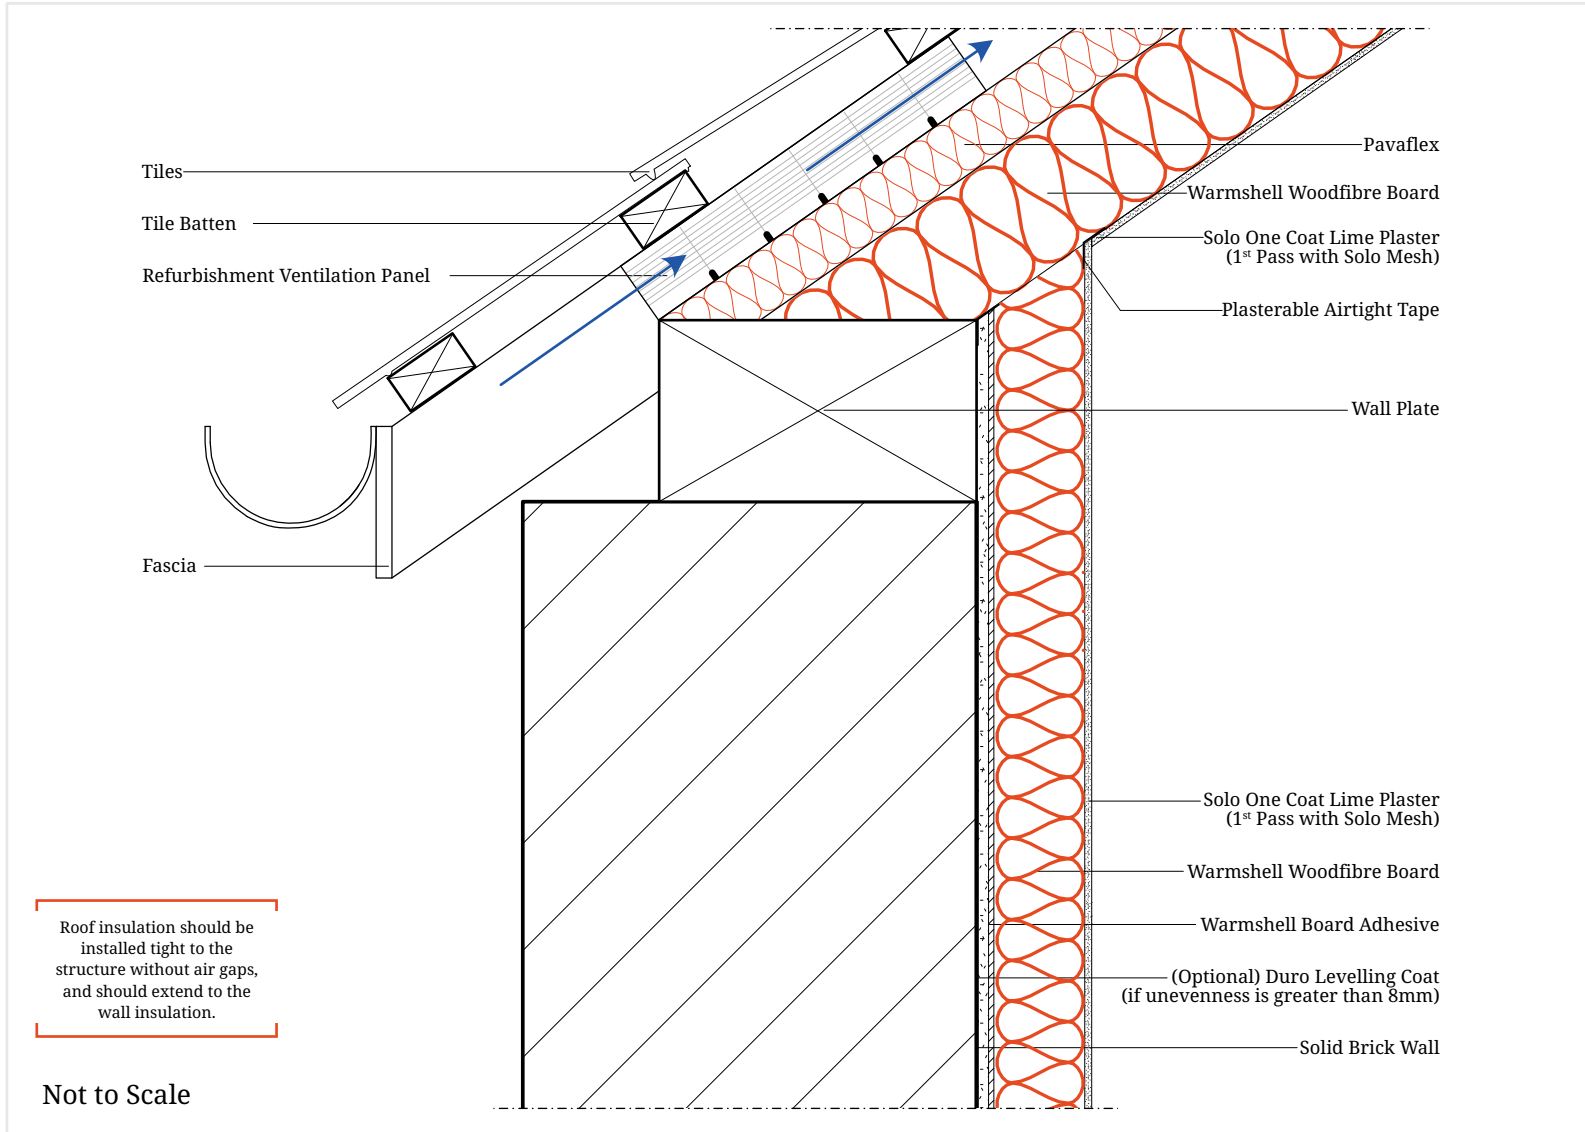 Tiles
Tile Batten
Refurbishment Ventilation Panel
Fascia
Pavaflex
Warmshell Woodfibre Board
Solo One Coat Lime Plaster
(1st Pass with Solo Mesh)
Plasterable Airtight Tape
Wall Plate
Solo One Coat Lime Plaster
(1st Pass with Solo Mesh)
Warmshell Woodfibre Board
Warmshell Board Adhesive
(Optional) Duro Levelling Coat
(if unevenness is greater than 8mm)
Solid Brick Wall
Roof insulation should be
installed tight to the
structure without air gaps,
and should extend to the
wall insulation.
Not to Scale